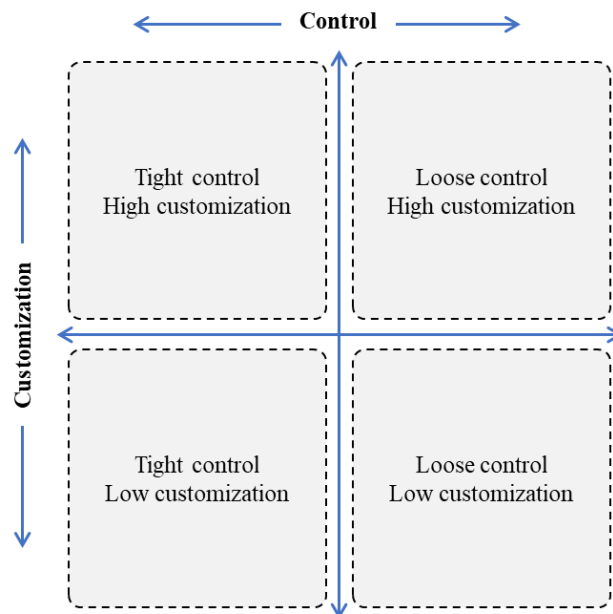 Control
Customization
Tight control
High customization
Loose control
High customization
Tight control
Low customization
Loose control
Low customization